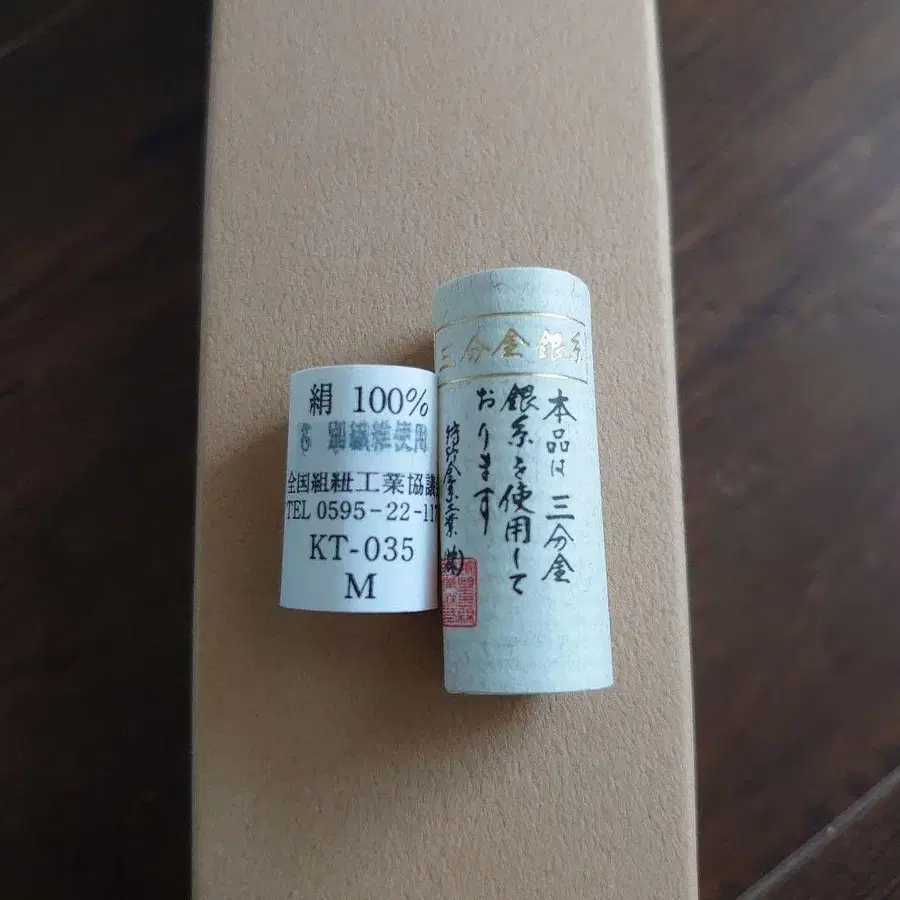 絹 100%
全国組紐工業協議
TEL 0595-22-11
KT-035
M
三分金銀糸
本品は 三分金
銀糸を使用して
おります